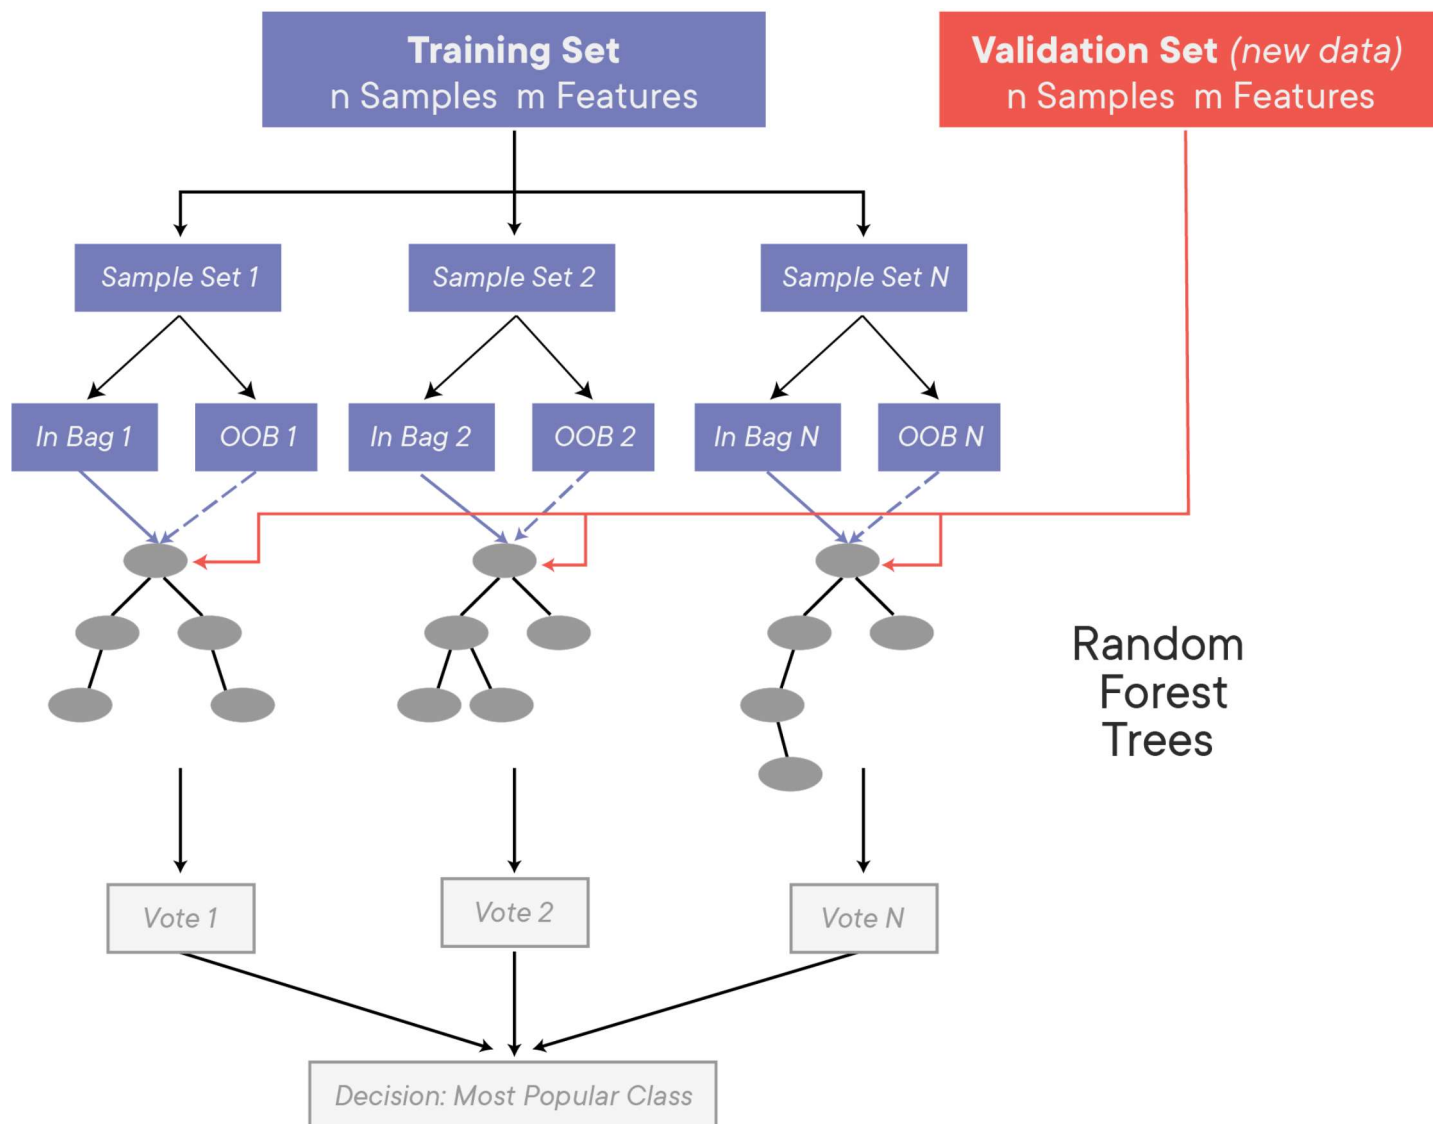 Training Set
n Samples m Features
Validation Set (new data)
n Samples m Features
Sample Set 1
Sample Set 2
Sample Set N
In Bag 1
OOB 1
In Bag 2
OOB 2
In Bag N
OOB N
Random
Forest
Trees
Vote 1
Vote 2
Vote N
Decision: Most Popular Class